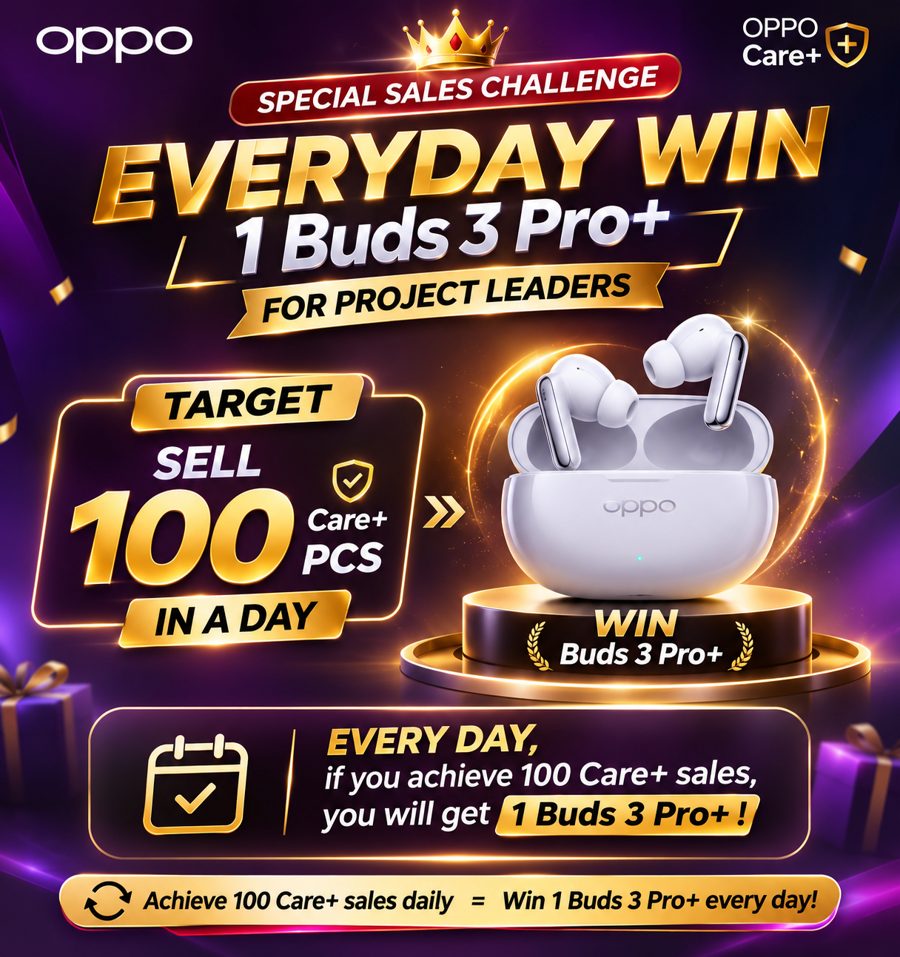 oppo
OPPO
Care+
SPECIAL SALES CHALLENGE
EVERYDAY WIN
1 Buds 3 Pro+
FOR PROJECT LEADERS
TARGET
SELL
100
Care+
PCS
IN A DAY
oppo
WIN
Buds 3 Pro+
EVERY DAY,
if you achieve 100 Care+ sales,
you will get 1 Buds 3 Pro+ !
Achieve 100 Care+ sales daily = Win 1 Buds 3 Pro+ every day!